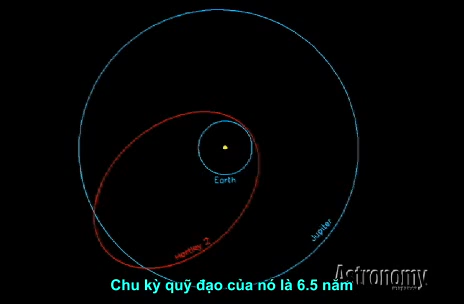 Earth
Jupiter
Hartley 2
Astronomy
Chu kỳ quỹ đạo của nó là 6.5 năm